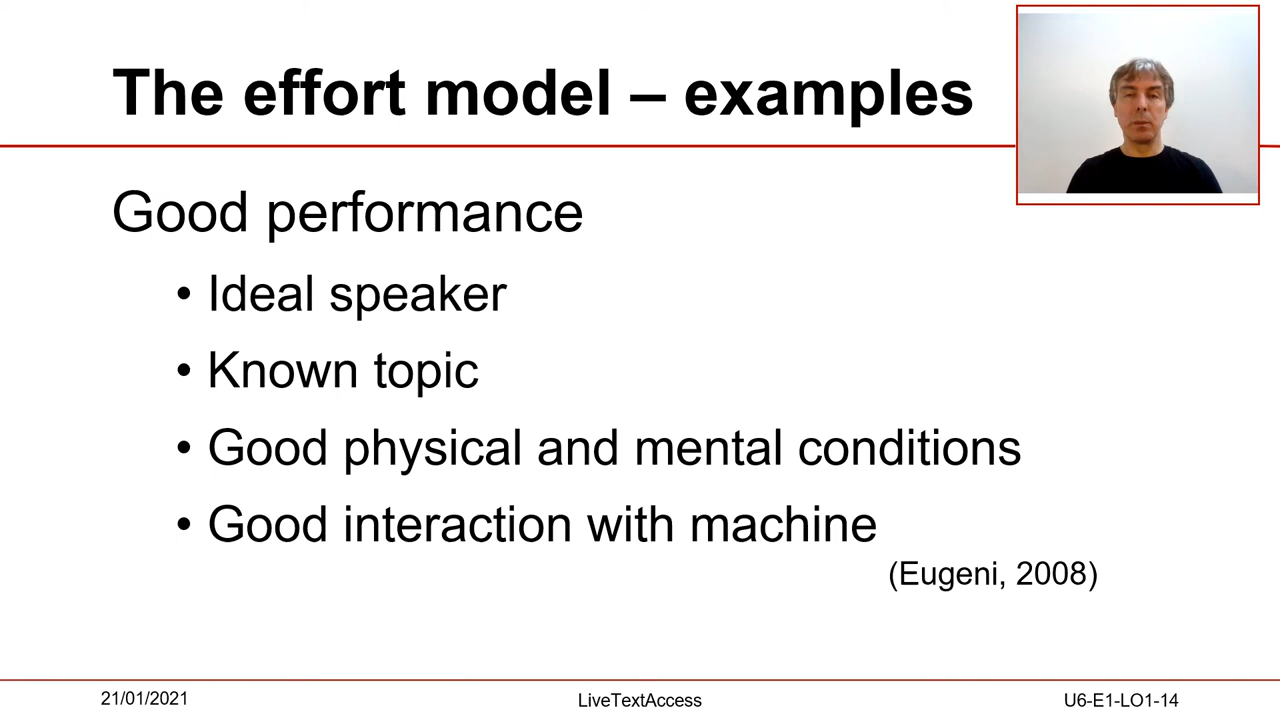 The effort model – examples
Good performance
• Ideal speaker
• Known topic
• Good physical and mental conditions
• Good interaction with machine
(Eugeni, 2008)
21/01/2021
LiveTextAccess
U6-E1-LO1-14